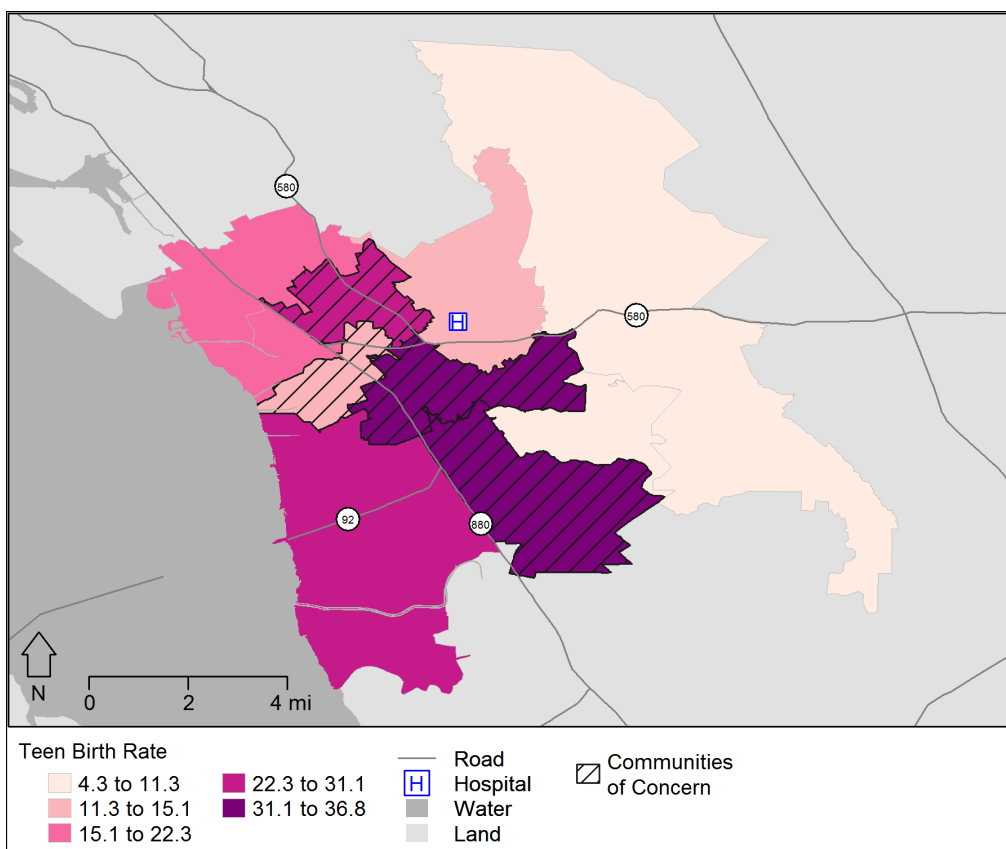 580
580
92
880
N
0 2 4 mi
H
Teen Birth Rate
4.3 to 11.3
11.3 to 15.1
15.1 to 22.3
22.3 to 31.1
31.1 to 36.8
Road
H Hospital
Water
Land
Communities
of Concern